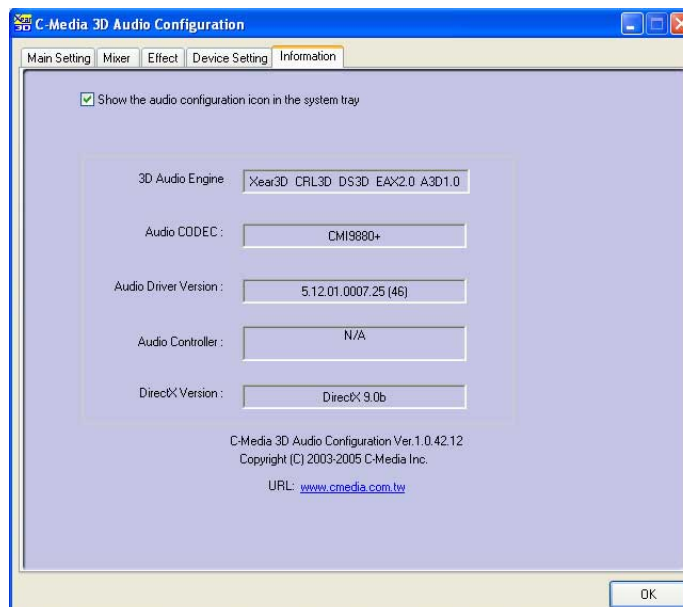 Xear 3D C-Media 3D Audio Configuration
Main Setting Mixer Effect Device Setting Information
Show the audio configuration icon in the system tray
3D Audio Engine Xear3D CRL3D DS3D EAX2.0 A3D1.0
Audio CODEC : CMI9880+
Audio Driver Version : 5.12.01.0007.25 (46)
Audio Controller : N/A
DirectX Version : DirectX 9.0b
C-Media 3D Audio Configuration Ver.1.0.42.12
Copyright (C) 2003-2005 C-Media Inc.
URL: www.cmedia.com.tw
OK